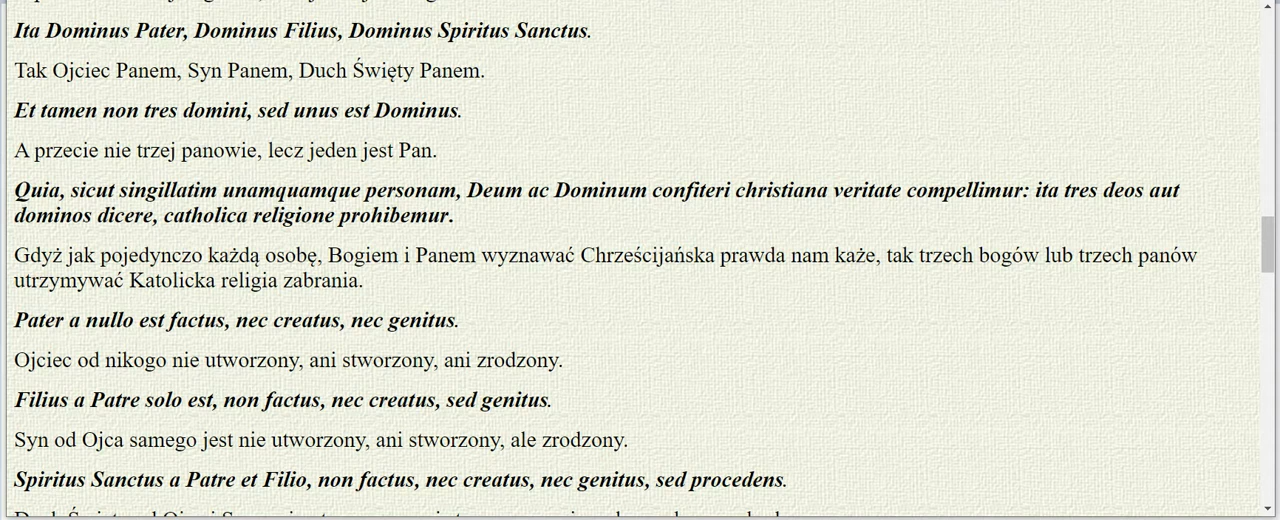 Ita Dominus Pater, Dominus Filius, Dominus Spiritus Sanctus.
Tak Ojciec Panem, Syn Panem, Duch Święty Panem.
Et tamen non tres domini, sed unus est Dominus.
A przecie nie trzej panowie, lecz jeden jest Pan.
Quia, sicut singillatim unamquamque personam, Deum ac Dominum confiteri christiana veritate compellimur: ita tres deos aut
dominos dicere, catholica religione prohibemur.
Gdyż jak pojedynczo każdą osobę, Bogiem i Panem wyznawać Chrześcijańska prawda nam każe, tak trzech bogów lub trzech panów
utrzymywać Katolicka religia zabrania.
Pater a nullo est factus, nec creatus, nec genitus.
Ojciec od nikogo nie utworzony, ani stworzony, ani zrodzony.
Filius a Patre solo est, non factus, nec creatus, sed genitus.
Syn od Ojca samego jest nie utworzony, ani stworzony, ale zrodzony.
Spiritus Sanctus a Patre et Filio, non factus, nec creatus, nec genitus, sed procedens.